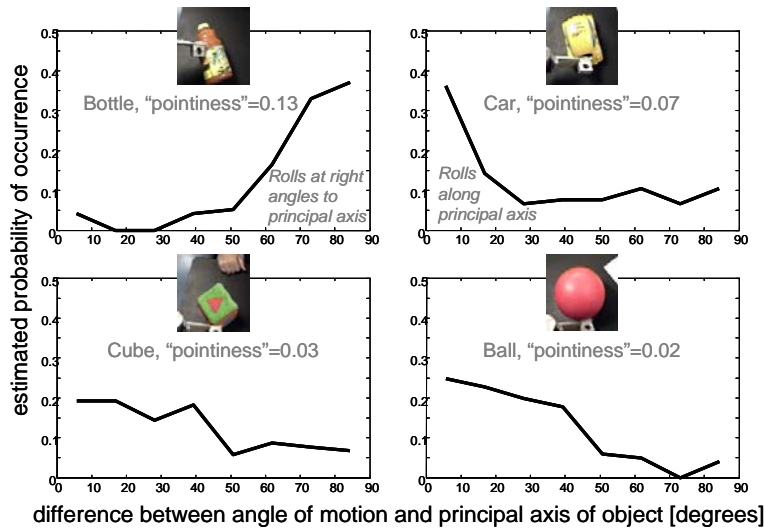 estimated probability of occurrence
0.5
0.4
0.3
0.2
0.1
0
Bottle, “pointiness”=0.13
Rolls at right
angles to
principal axis
0 10 20 30 40 50 60 70 80 90
0.5
0.4
0.3
0.2
0.1
0
Car, “pointiness”=0.07
Rolls
along
principal axis
0 10 20 30 40 50 60 70 80 90
0.5
0.4
0.3
0.2
0.1
0
Cube, “pointiness”=0.03
0 10 20 30 40 50 60 70 80 90
0.5
0.4
0.3
0.2
0.1
0
Ball, “pointiness”=0.02
0 10 20 30 40 50 60 70 80 90
difference between angle of motion and principal axis of object [degrees]